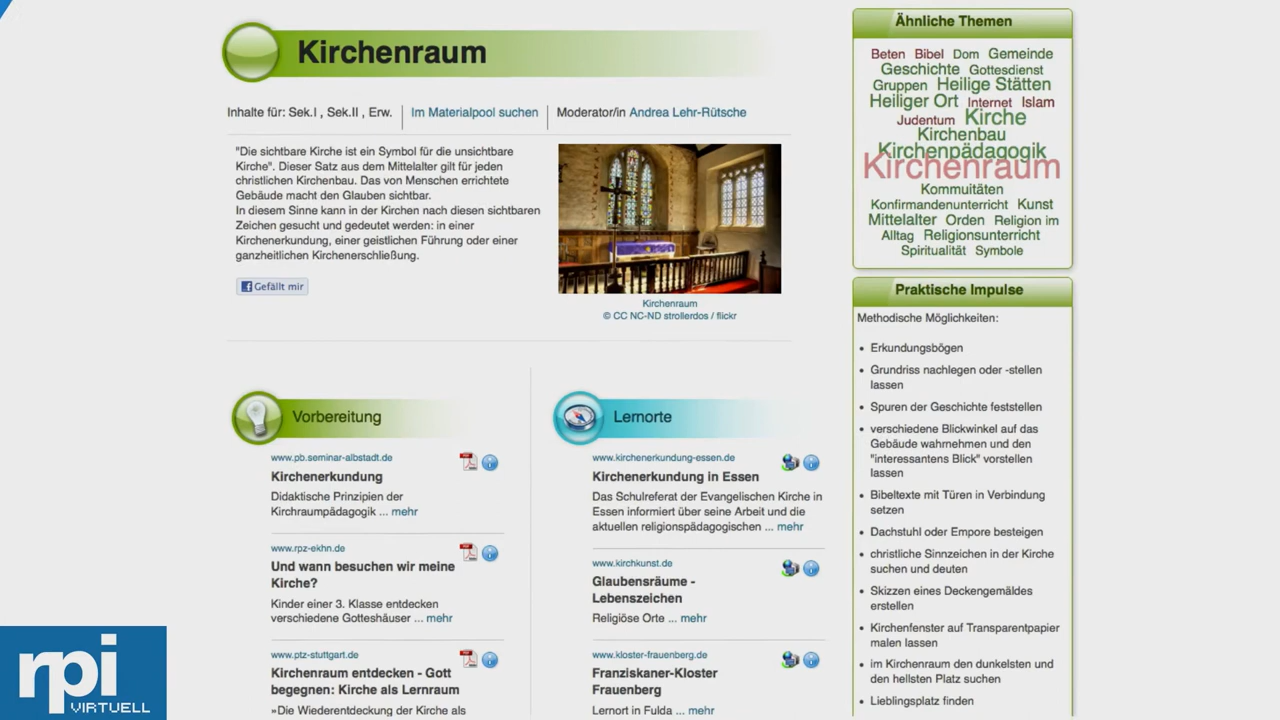 Kirchenraum
Inhalte für: Sek.I , Sek.II , Erw.
Im Materialpool suchen
Moderator/in Andrea Lehr-Rütsche
"Die sichtbare Kirche ist ein Symbol für die unsichtbare
Kirche". Dieser Satz aus dem Mittelalter gilt für jeden
christlichen Kirchenbau. Das von Menschen errichtete
Gebäude macht den Glauben sichtbar.
In diesem Sinne kann in der Kirchen nach diesen sichtbaren
Zeichen gesucht und gedeutet werden: in einer
Kirchenerkundung, einer geistlichen Führung oder einer
ganzheitlichen Kirchenerschließung.
Gefällt mir
Kirchenraum
© CC NC-ND strollerdos / flickr
Vorbereitung
www.pb.seminar-albstadt.de
Kirchenerkundung
Didaktische Prinzipien der
Kirchraumpädagogik ... mehr
www.rpz-ekhn.de
Und wann besuchen wir meine
Kirche?
Kinder einer 3. Klasse entdecken
verschiedene Gotteshäuser ... mehr
www.ptz-stuttgart.de
Kirchenraum entdecken - Gott
begegnen: Kirche als Lernraum
»Die Wiederentdeckung der Kirche als
Lernorte
www.kirchenerkundung-essen.de
Kirchenerkundung in Essen
Das Schulreferat der Evangelischen Kirche in
Essen informiert über seine Arbeit und die
aktuellen religionspädagogischen ... mehr
www.kirchkunst.de
Glaubensräume -
Lebenszeichen
Religiöse Orte ... mehr
www.kloster-frauenberg.de
Franziskaner-Kloster
Frauenberg
Lernort in Fulda ... mehr
Ähnliche Themen
Beten Bibel Dom Gemeinde
Geschichte Gottesdienst
Gruppen Heilige Stätten
Heiliger Ort Internet Islam
Judentum Kirche
Kirchenbau
Kirchenpädagogik
Kirchenraum
Kommuitäten
Konfirmandenunterricht Kunst
Mittelalter Orden Religion im
Alltag Religionsunterricht
Spiritualität Symbole
Praktische Impulse
Methodische Möglichkeiten:
• Erkundungsbögen
• Grundriss nachlegen oder -stellen
lassen
• Spuren der Geschichte feststellen
• verschiedene Blickwinkel auf das
Gebäude wahrnehmen und den
"interessantens Blick" vorstellen
lassen
• Bibeltexte mit Türen in Verbindung
setzen
• Dachstuhl oder Empore besteigen
• christliche Sinnzeichen in der Kirche
suchen und deuten
• Skizzen eines Deckengemäldes
erstellen
• Kirchenfenster auf Transparentpapier
malen lassen
• im Kirchenraum den dunkelsten und
den hellsten Platz suchen
• Lieblingsplatz finden
rpi
VIRTUELL